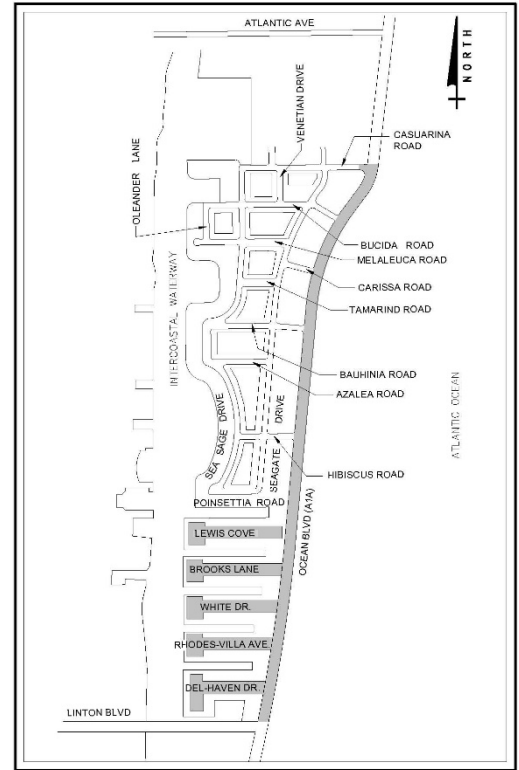 ATLANTIC AVE
NORTH
VENETIAN DRIVE
CASUARINA
ROAD
OLEANDER LANE
BUCIDA ROAD
MELALEUCA ROAD
CARISSA ROAD
TAMARIND ROAD
INTERCOASTAL WATERWAY
BAUHINIA ROAD
AZALEA ROAD
ATLANTIC OCEAN
SEA SAGE DRIVE
SEAGATE DRIVE
HIBISCUS ROAD
POINSETTIA ROAD
OCEAN BLVD (A1A)
LEWIS COVE
BROOKS LANE
WHITE DR.
RHODES-VILLA AVE.
DEL-HAVEN DR.
LINTON BLVD